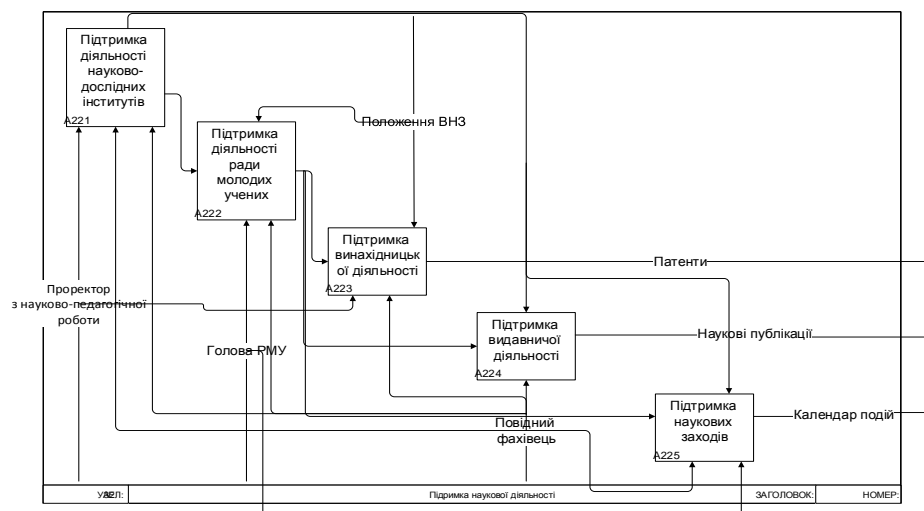 Підтримка
діяльності
науково-
дослідних
інститутів
A221
Положення ВНЗ
Підтримка
діяльності
ради
молодих
учених
A222
Підтримка
винахідницьк
ої діяльності
A223
Патенти
Проректор
з науково-педагогічної
роботи
Підтримка
видавничої
діяльності
A224
Наукові публікації
Голова РМУ
Підтримка
наукових
заходів
A225
Календар подій
Повідний
фахівець
Підтримка наукової діяльності
ЗАГОЛОВОК:
НОМЕР: